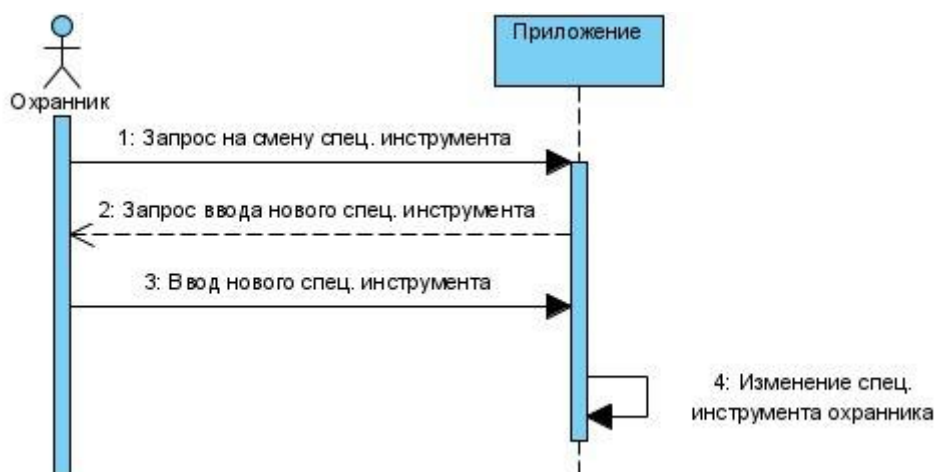 Приложение
Охранник
1: Запрос на смену спец. инструмента
2: Запрос ввода нового спец. инструмента
3: Ввод нового спец. инструмента
4: Изменение спец.
инструмента охранника